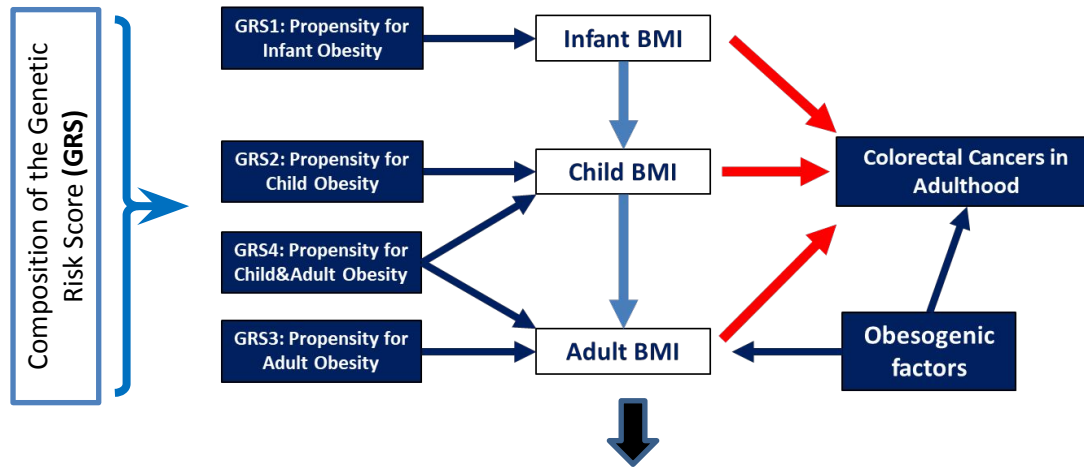 Composition of the Genetic
Risk Score (GRS)
GRS1: Propensity for
Infant Obesity
Infant BMI
GRS2: Propensity for
Child Obesity
Child BMI
Colorectal Cancers in
Adulthood
GRS4: Propensity for
Child&Adult Obesity
GRS3: Propensity for
Adult Obesity
Adult BMI
Obesogenic
factors